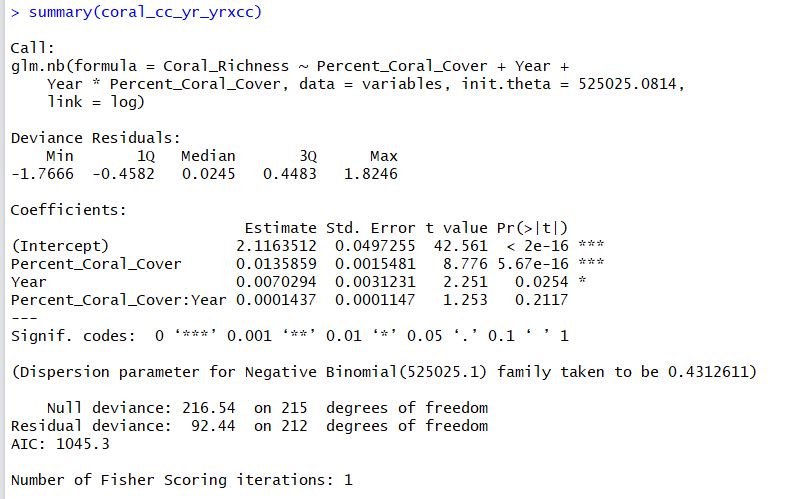 > summary(coral_cc_yr_yrxcc)
Call:
glm.nb(formula = Coral_Richness ~ Percent_Coral_Cover + Year +
    Year * Percent_Coral_Cover, data = variables, init.theta = 525025.0814,
    link = log)
Deviance Residuals:
    Min       1Q   Median       3Q      Max
-1.7666  -0.4582   0.0245   0.4483   1.8246
Coefficients:
                          Estimate Std. Error t value Pr(>|t|)
(Intercept)              2.1163512  0.0497255  42.561  < 2e-16 ***
Percent_Coral_Cover      0.0135859  0.0015481   8.776 5.67e-16 ***
Year                     0.0070294  0.0031231   2.251   0.0254 *
Percent_Coral_Cover:Year 0.0001437  0.0001147   1.253   0.2117
---
Signif. codes:  0 ‘***’ 0.001 ‘**’ 0.01 ‘*’ 0.05 ‘.’ 0.1 ‘ ’ 1
(Dispersion parameter for Negative Binomial(525025.1) family taken to be 0.4312611)
    Null deviance: 216.54  on 215  degrees of freedom
Residual deviance:  92.44  on 212  degrees of freedom
AIC: 1045.3
Number of Fisher Scoring iterations: 1